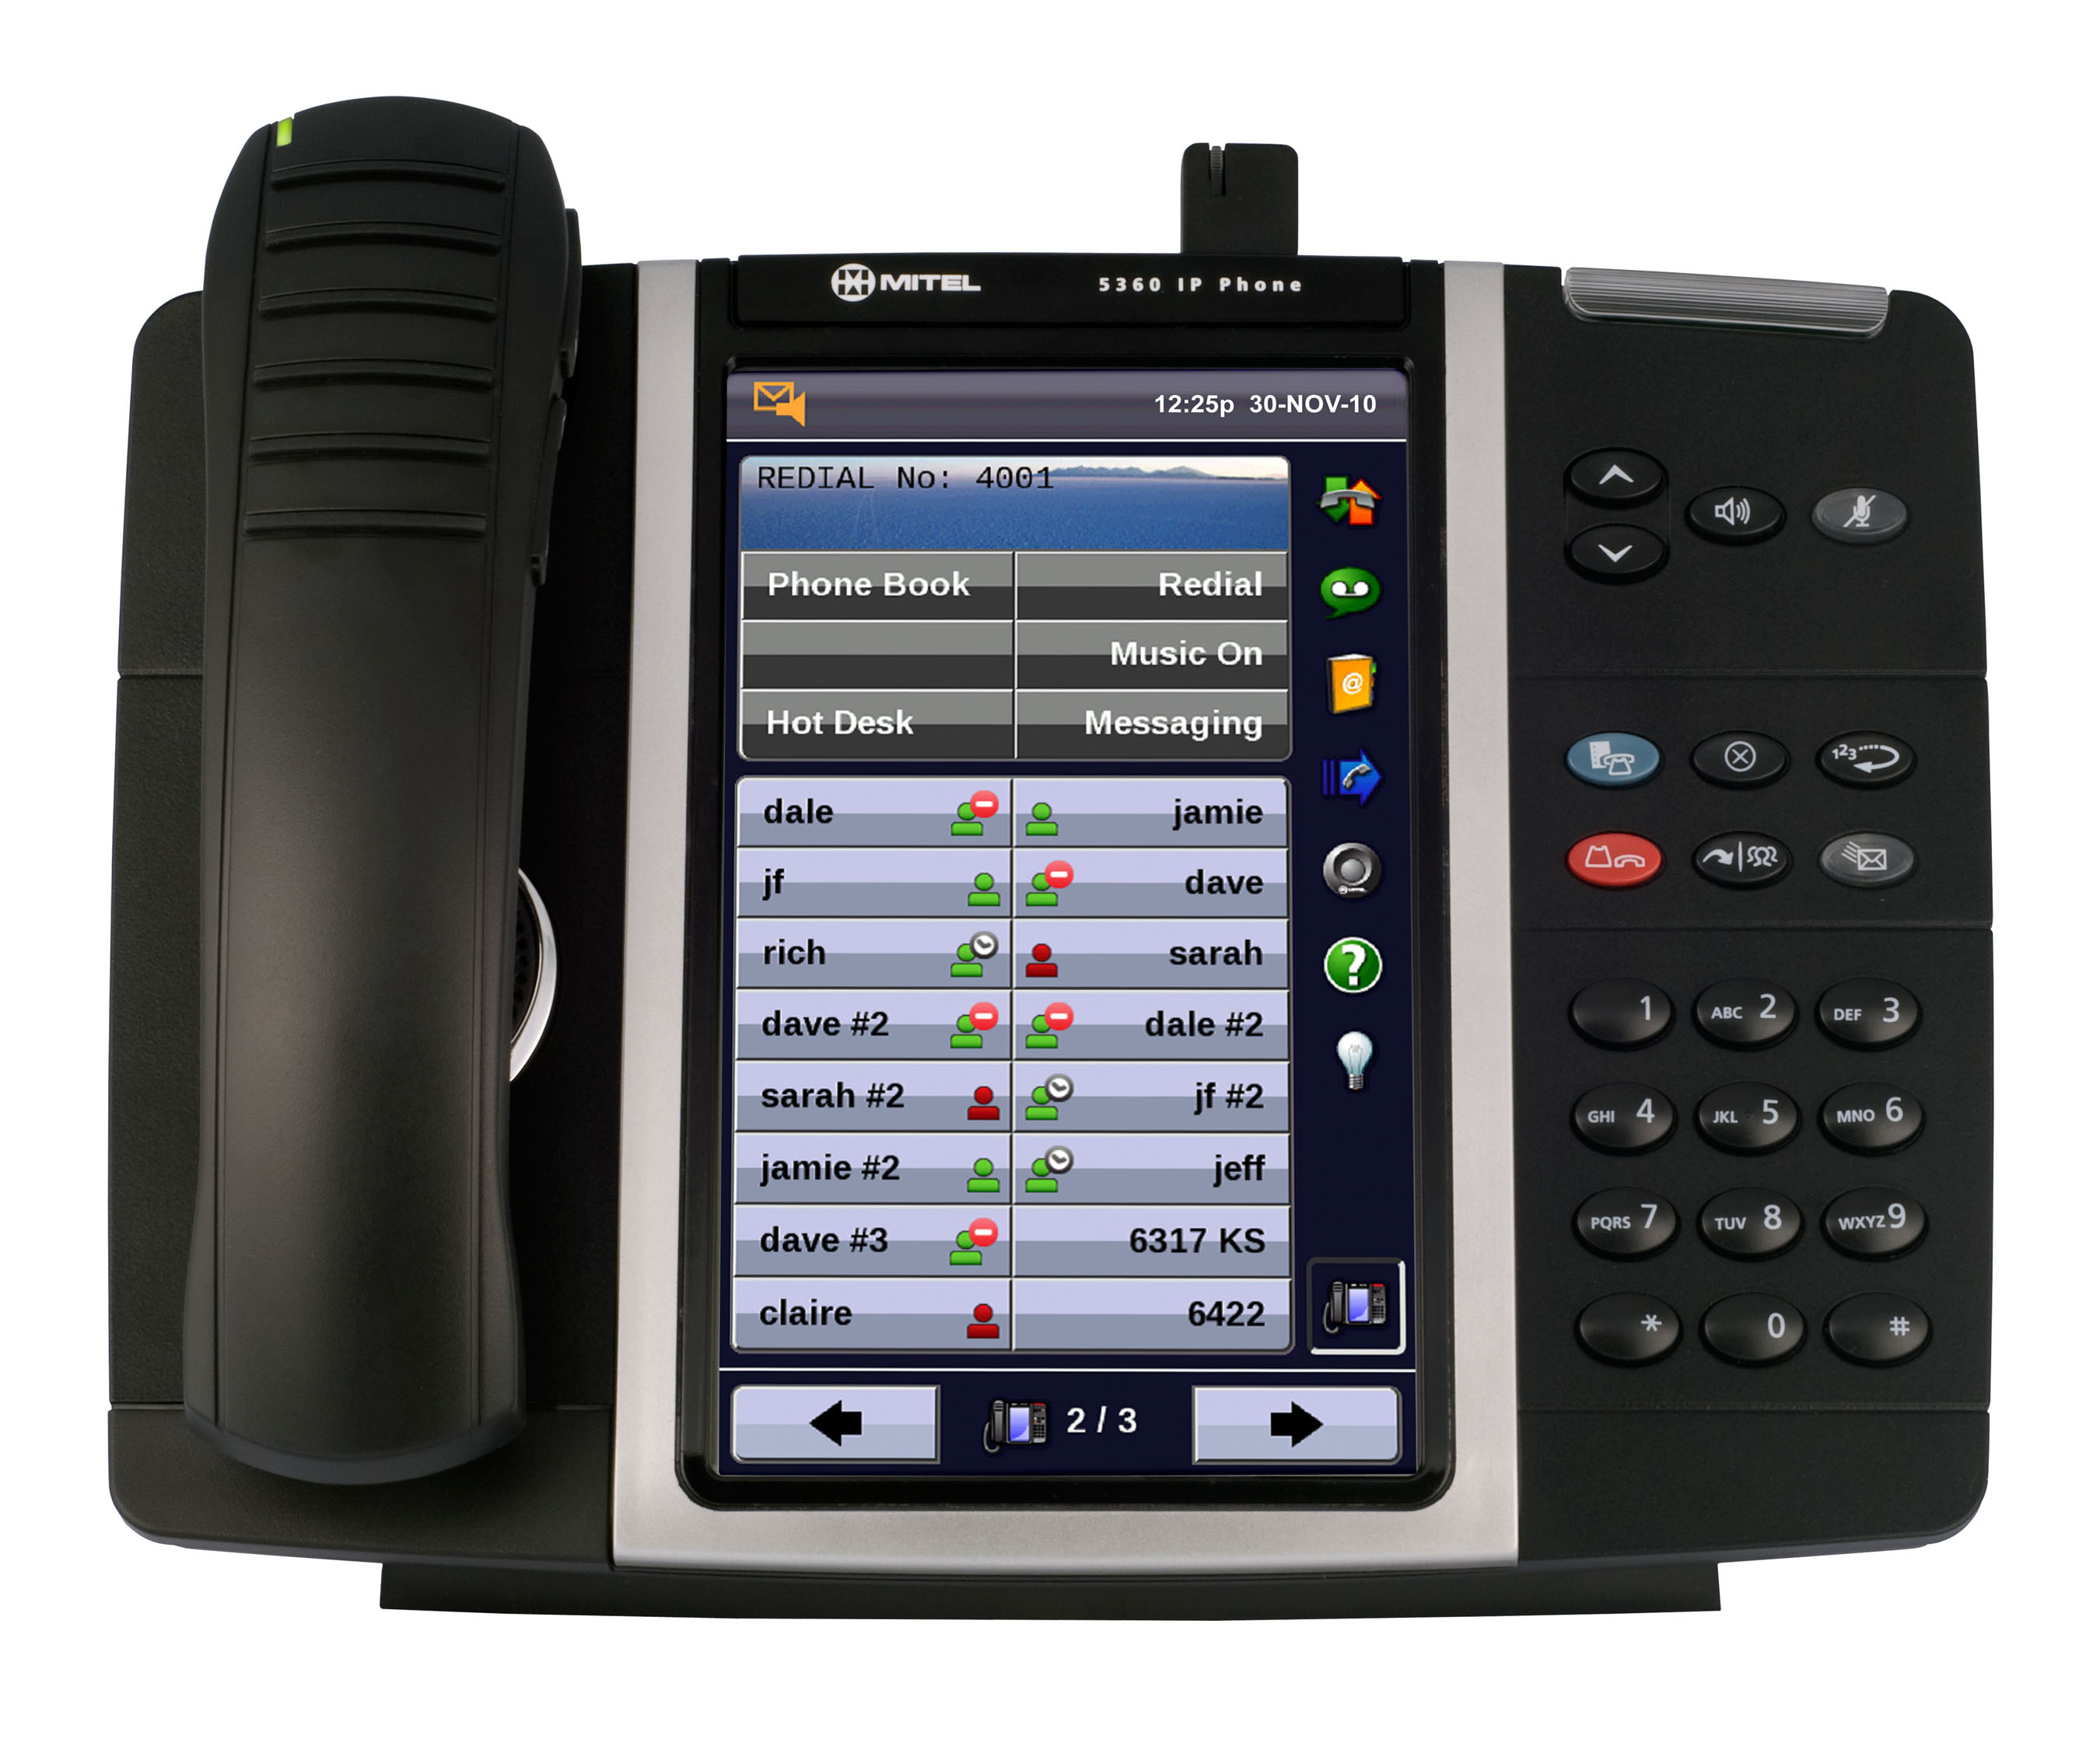 MITEL 5360 IP Phone
12:25p 30-NOV-10
REDIAL No: 4001
Phone Book Redial
Music On
Hot Desk Messaging
dale jamie
jf dave
rich sarah
dave #2 dale #2
sarah #2 jf #2
jamie #2 jeff
dave #3 6317 KS
claire 6422
2 / 3
123
1 ABC 2 DEF 3
GHI 4 JKL 5 MNO 6
PQRS 7 TUV 8 WXYZ 9
* 0 #